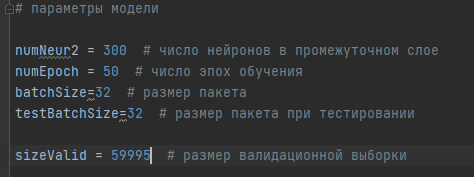 # параметры модели
numNeur2 = 300  # число нейронов в промежуточном слое
numEpoch = 50  # число эпох обучения
batchSize=32  # размер пакета
testBatchSize=32  # размер пакета при тестировании
sizeValid = 59995  # размер валидационной выборки